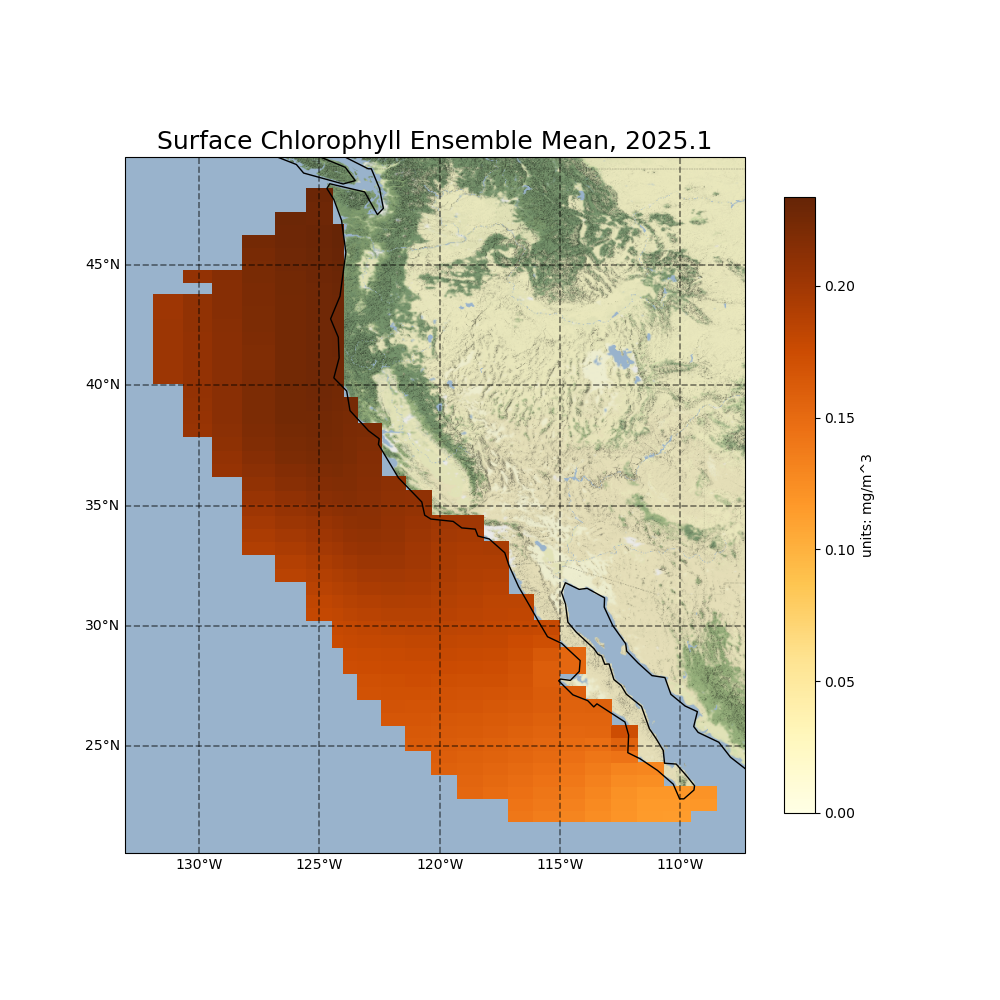 Surface Chlorophyll Ensemble Mean, 2025.1
45°N
40°N
35°N
30°N
25°N
130°W
125°W
120°W
115°W
110°W
0.20
0.15
0.10
0.05
0.00
units: mg/m^3